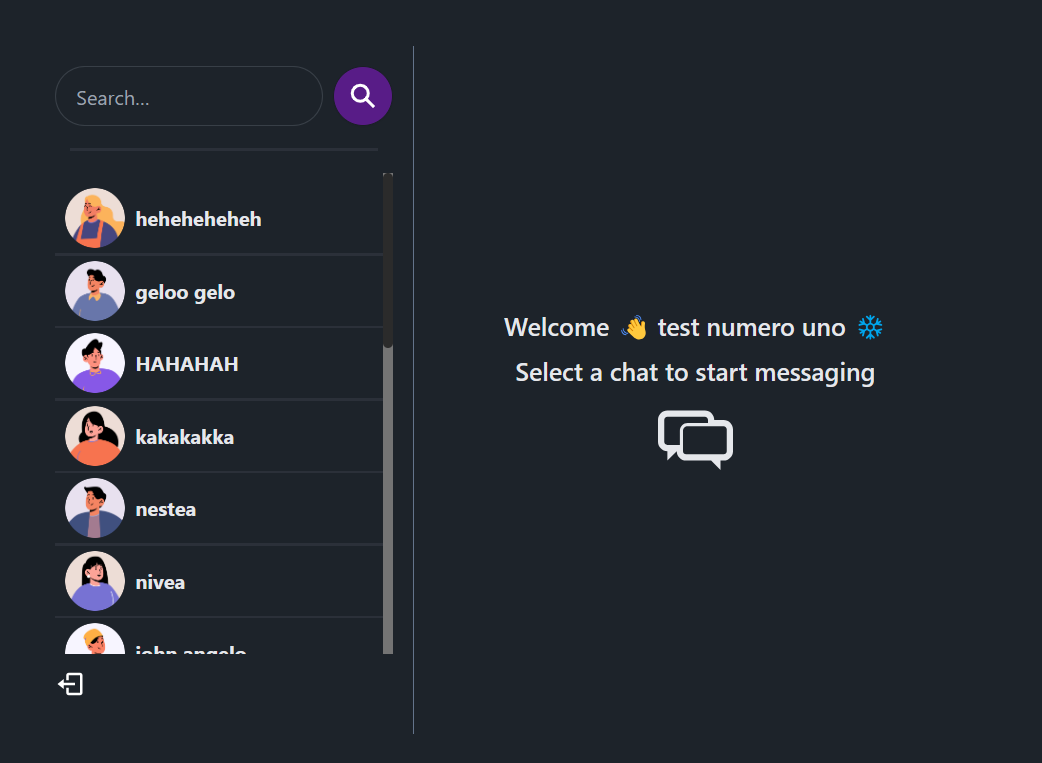 Search...
heheheheheh
geloo gelo
HAHAHAH
kakakakka
nestea
nivea
john angelo
Welcome 👋 test numero uno ❄
Select a chat to start messaging